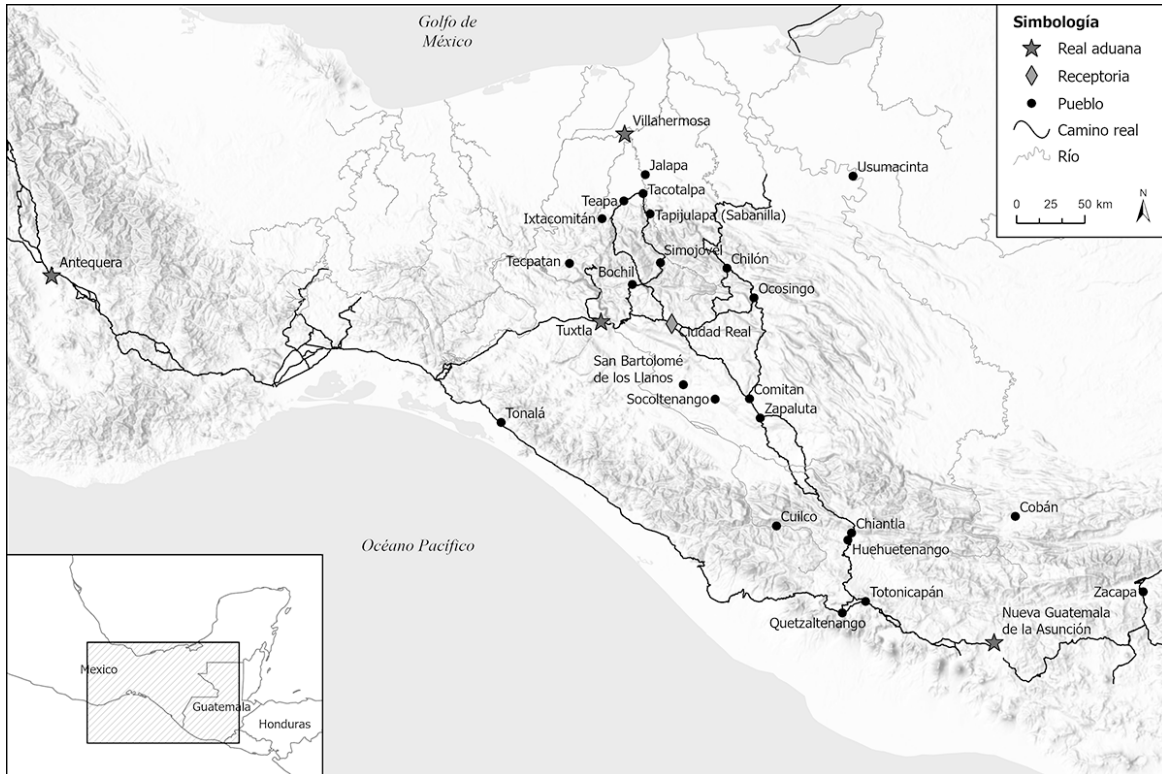 Golfo de
México
Simbología
Real aduana
Receptoria
Pueblo
Camino real
Río
0 25 50 km
N
Villahermosa
Jalapa
Usumacinta
Tacotalpa
Teapa
Tapijulapa (Sabanilla)
Ixtacomitán
Antequera
Tecpatan
Simojovel
Chilón
Bochil
Ocosingo
Tuxtla
iudad Real
San Bartolomé
de los Llanos
Socoltenango
Comitan
Zapaluta
Tonalá
Cuilco
Cobán
Chiantla
Huehuetenango
Océano Pacífico
Totonicapán
Zacapa
Quetzaltenango
Nueva Guatemala
de la Asunción
Mexico
Guatemala
Honduras